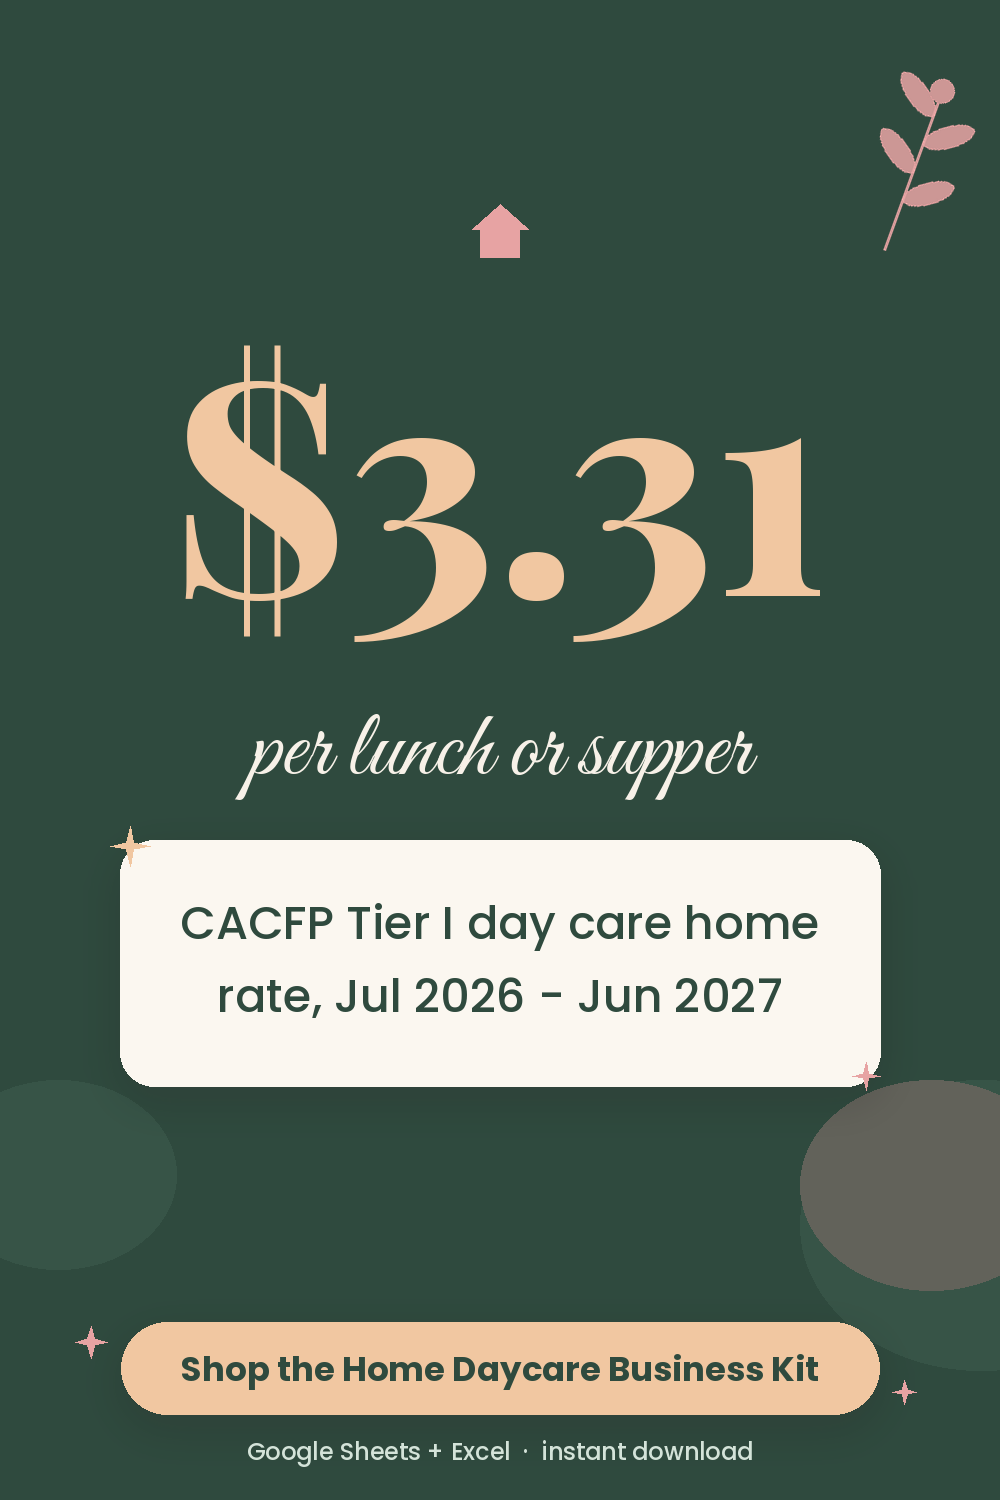 $3.31
per lunch or supper
CACFP Tier I day care home
rate, Jul 2026 - Jun 2027
Shop the Home Daycare Business Kit
Google Sheets + Excel · instant download